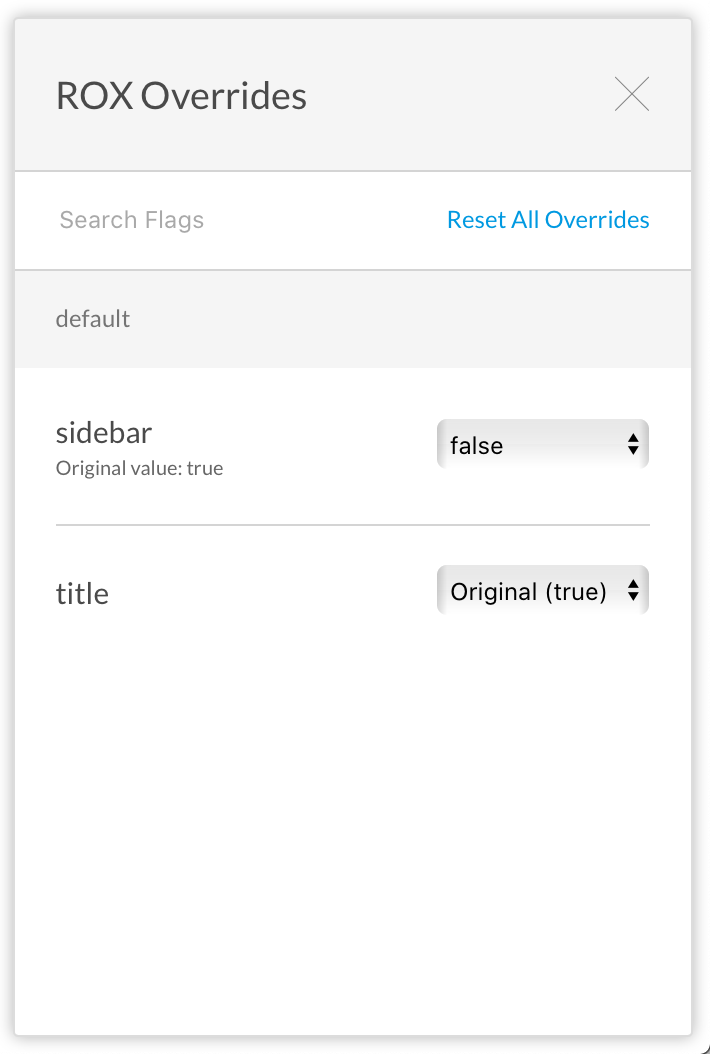 ROX Overrides
Search Flags
Reset All Overrides
default
sidebar
false
Original value: true
title
Original (true)